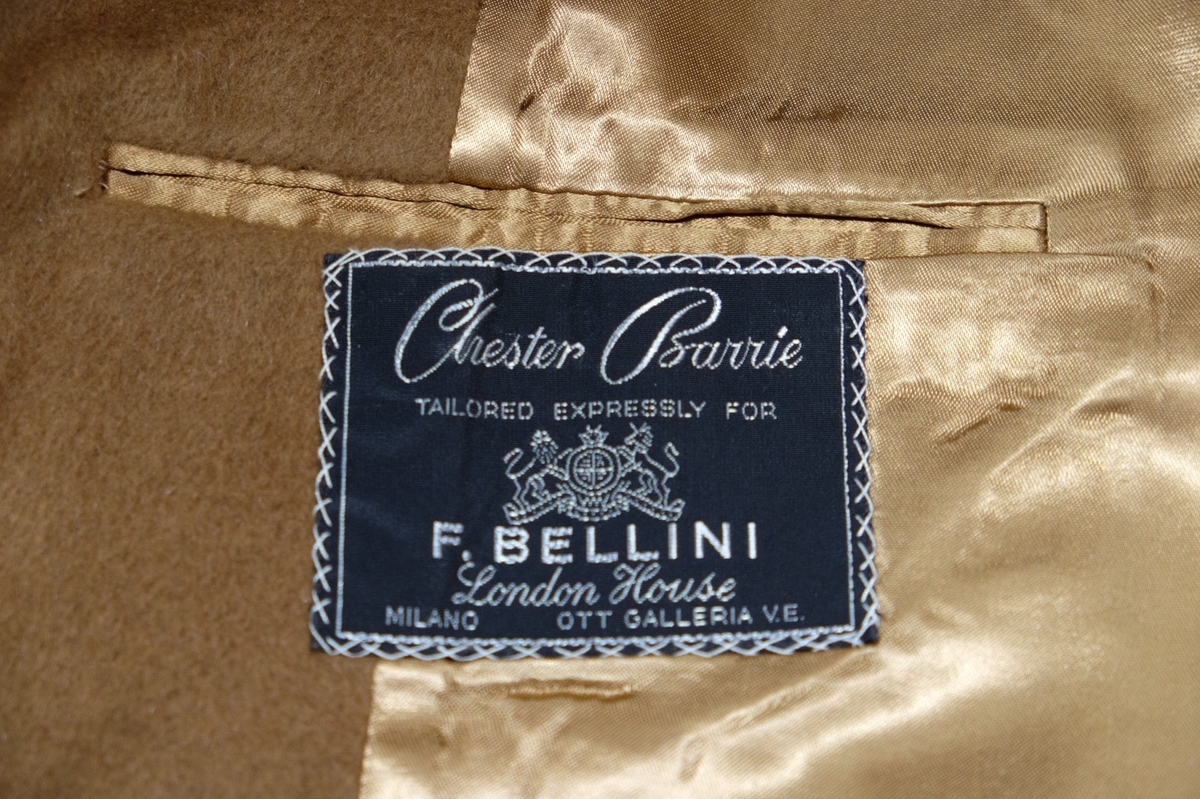 Chester Barrie
TAILORED EXPRESSLY FOR
F. BELLINI
London House
MILANO OTT GALLERIA V.E.